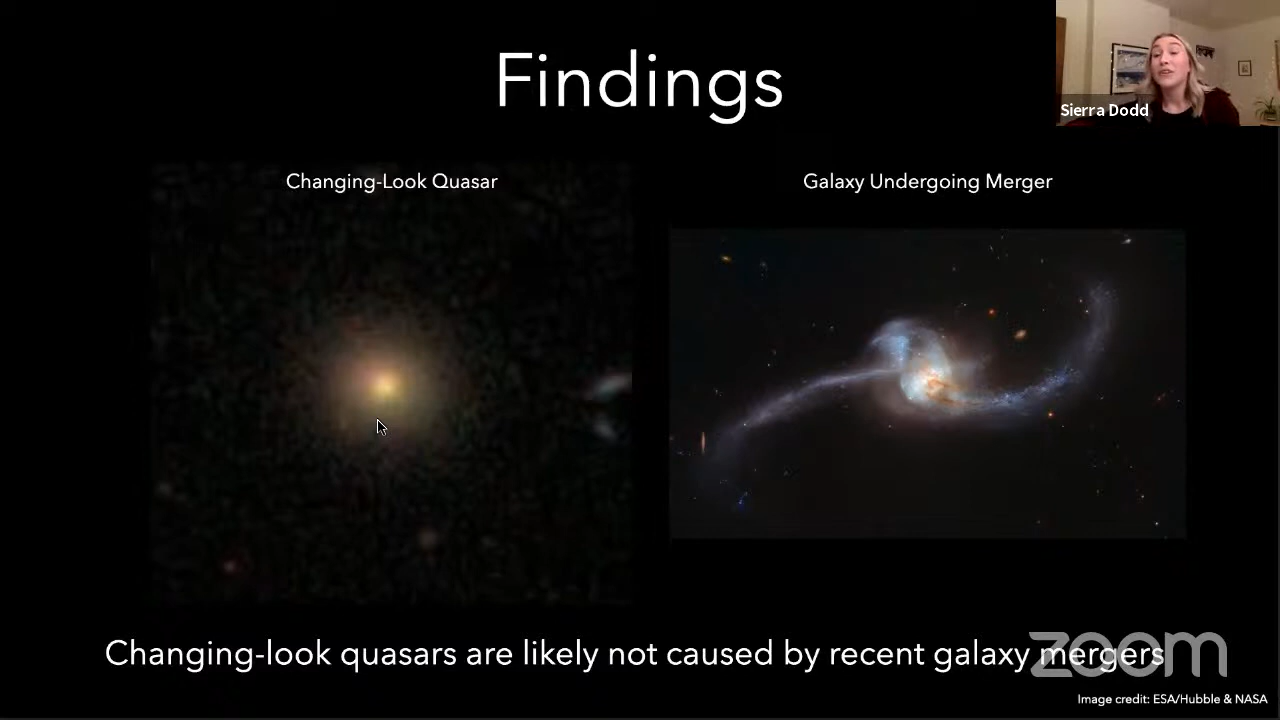 Findings
Sierra Dodd
Changing-Look Quasar
Galaxy Undergoing Merger
Changing-look quasars are likely not caused by recent galaxy mergers
zoom
Image credit: ESA/Hubble & NASA